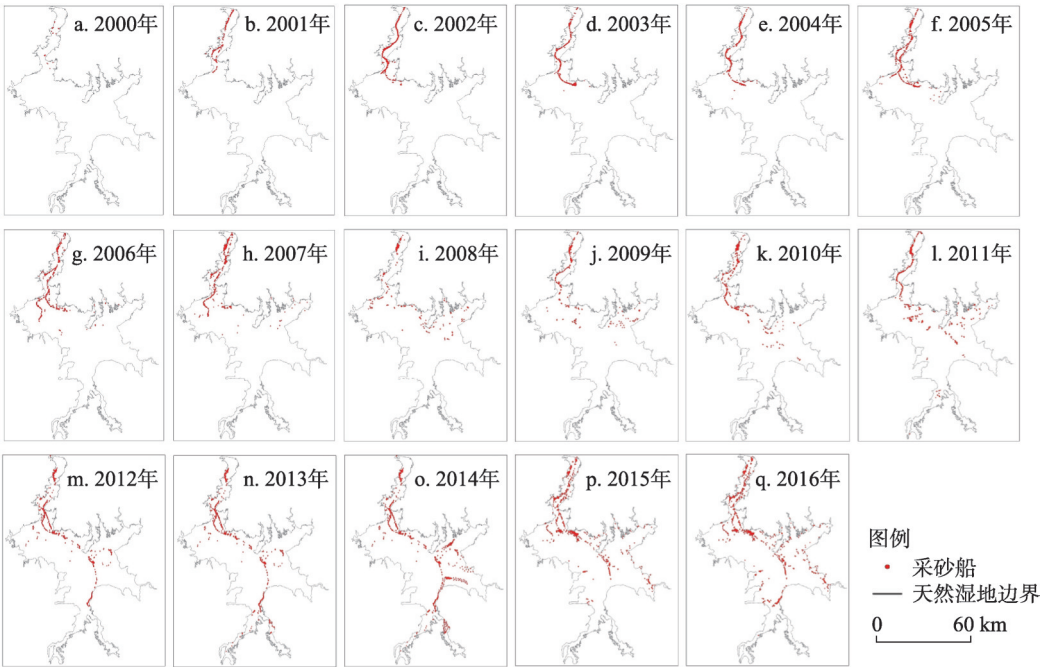 a. 2000年
b. 2001年
c. 2002年
d. 2003年
e. 2004年
f. 2005年
g. 2006年
h. 2007年
i. 2008年
j. 2009年
k. 2010年
l. 2011年
m. 2012年
n. 2013年
o. 2014年
p. 2015年
q. 2016年
图例
采砂船
天然湿地边界
0 60 km